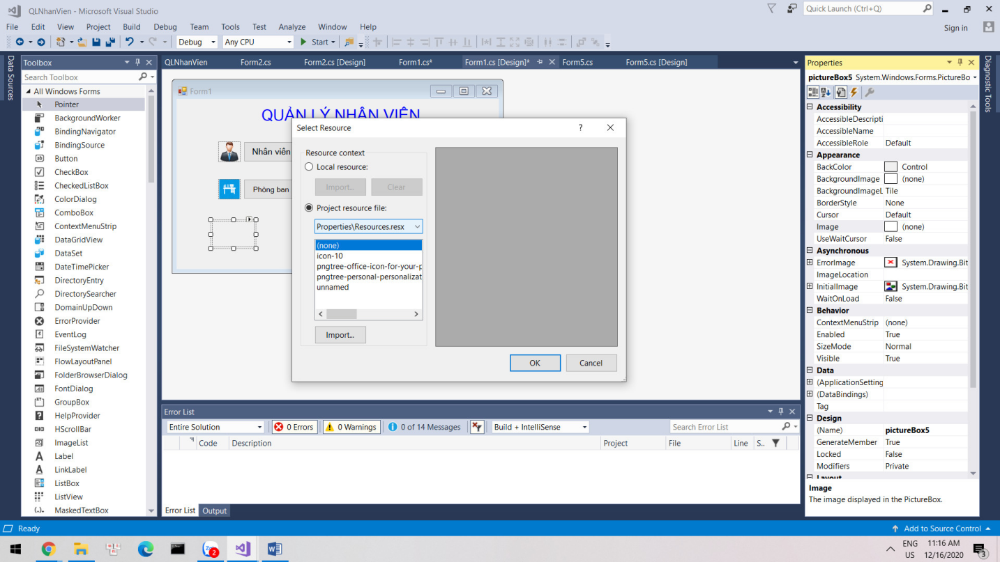 QLNhanVien - Microsoft Visual Studio
Quick Launch (Ctrl+Q)
File Edit View Project Build Debug Team Tools Test Analyze Window Help
Sign in
Debug Any CPU Start
Data Sources
Toolbox
Search Toolbox
All Windows Forms
Pointer
BackgroundWorker
BindingNavigator
BindingSource
Button
CheckBox
CheckedListBox
ColorDialog
ComboBox
ContextMenuStrip
DataGridView
DataSet
DateTimePicker
DirectoryEntry
DirectorySearcher
DomainUpDown
ErrorProvider
EventLog
FileSystemWatcher
FlowLayoutPanel
FolderBrowserDialog
FontDialog
GroupBox
HelpProvider
HScrollBar
ImageList
Label
LinkLabel
ListBox
ListView
MaskedTextBox
QLNhanVien Form2.cs Form2.cs [Design] Form1.cs* Form1.cs [Design]* Form5.cs Form5.cs [Design]
Form1
QUẢN LÝ NHÂN VIÊN
Nhân viên
Phòng ban
Select Resource
?
Resource context
Local resource:
Import... Clear
Project resource file:
Properties\Resources.resx
(none)
icon-10
pngtree-office-icon-for-your-p
pngtree-personal-personalizat
unnamed
Import...
OK Cancel
Error List
Entire Solution 0 Errors 0 Warnings 0 of 14 Messages Build + IntelliSense Search Error List
Code Description Project File Line S..
Error List Output
Properties
pictureBox5 System.Windows.Forms.PictureBo
Accessibility
AccessibleDescripti
AccessibleName
AccessibleRole Default
Appearance
BackColor Control
BackgroundImage (none)
BackgroundImageL Tile
BorderStyle None
Cursor Default
Image (none)
UseWaitCursor False
Asynchronous
ErrorImage System.Drawing.Bit
ImageLocation
InitialImage System.Drawing.Bit
WaitOnLoad False
Behavior
ContextMenuStrip (none)
Enabled True
SizeMode Normal
Visible True
Data
(ApplicationSetting
(DataBindings)
Tag
Design
(Name) pictureBox5
GenerateMember True
Locked False
Modifiers Private
Layout
Image
The image displayed in the PictureBox.
Diagnostic Tools
Ready
Add to Source Control
2
ENG 11:16 AM
US 12/16/2020
3